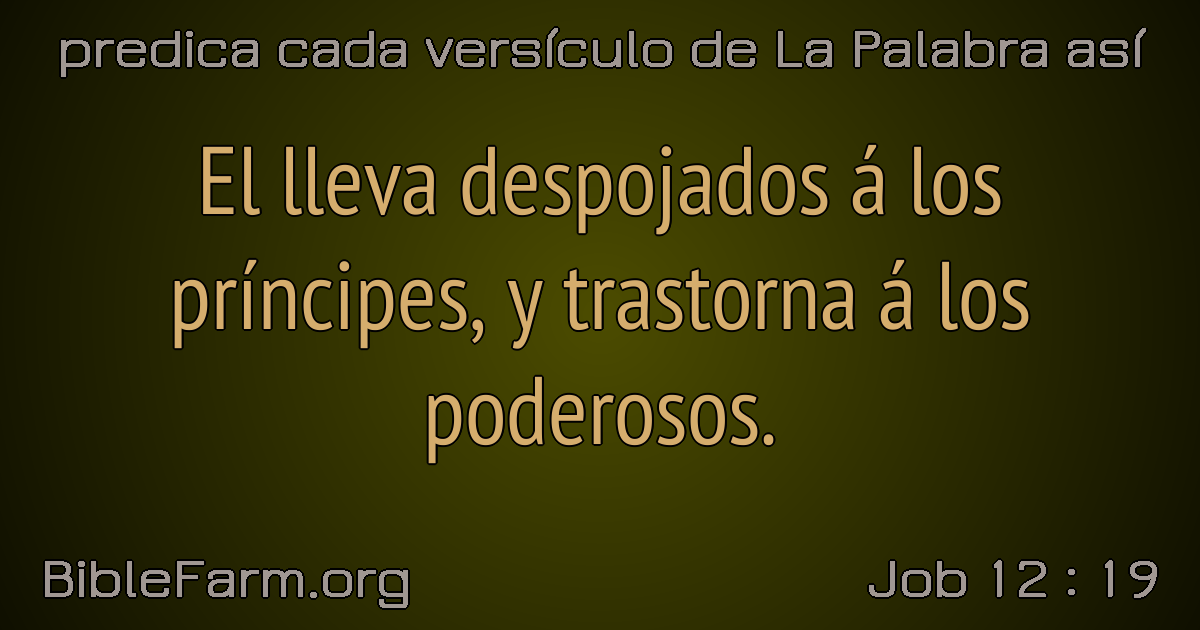 predica cada versículo de La Palabra así
El lleva despojados á los
príncipes, y trastorna á los
poderosos.
BibleFarm.org
Job 12 : 19